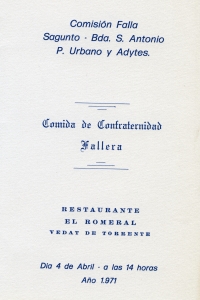 Comisión Falla
Sagunto - Bda. S. Antonio
P. Urbano y Adytes.
Comida de Confraternidad
Fallera
RESTAURANTE
EL ROMERAL
VEDAT DE TORRENTE
Dia 4 de Abril - a las 14 horas
Año 1.971